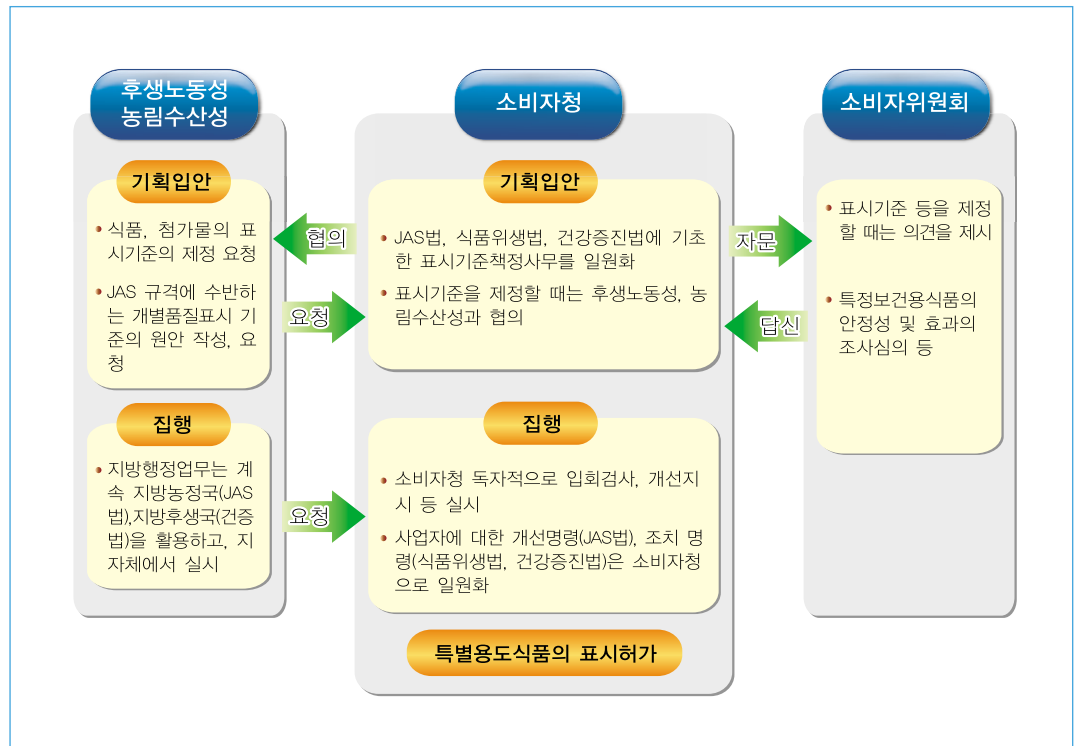 후생노동성
농림수산성
기획입안
• 식품, 첨가물의 표
시기준의 제정 요청
• JAS 규격에 수반하
는 개별품질표시 기
준의 원안 작성, 요
청
집행
• 지방행정업무는 계
속 지방농정국(JAS
법),지방후생국(건증
법)을 활용하고, 지
자체에서 실시
협의
요청
요청
소비자청
기획입안
• JAS법, 식품위생법, 건강증진법에 기초
한 표시기준책정사무를 일원화
• 표시기준을 제정할 때는 후생노동성, 농
림수산성과 협의
집행
• 소비자청 독자적으로 입회검사, 개선지
시 등 실시
• 사업자에 대한 개선명령(JAS법), 조치 명
령(식품위생법, 건강증진법)은 소비자청
으로 일원화
특별용도식품의 표시허가
자문
답신
소비자위원회
• 표시기준 등을 제정
할 때는 의견을 제시
• 특정보건용식품의
안정성 및 효과의
조사심의 등